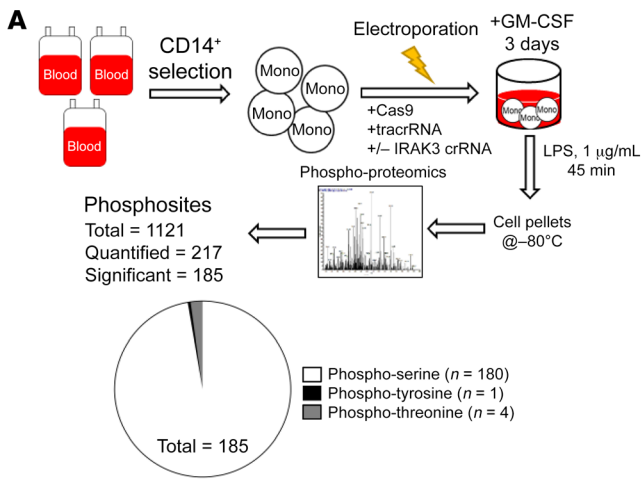 A
Blood
Blood
Blood
CD14⁺
selection
Mono
Mono
Mono
Mono
Electroporation
+Cas9
+tracrRNA
+/– IRAK3 crRNA
+GM-CSF
3 days
Mono
Mono
Mono
LPS, 1 μg/mL
45 min
Cell pellets
@–80°C
Phospho-proteomics
Phosphosites
Total = 1121
Quantified = 217
Significant = 185
Total = 185
Phospho-serine (n = 180)
Phospho-tyrosine (n = 1)
Phospho-threonine (n = 4)